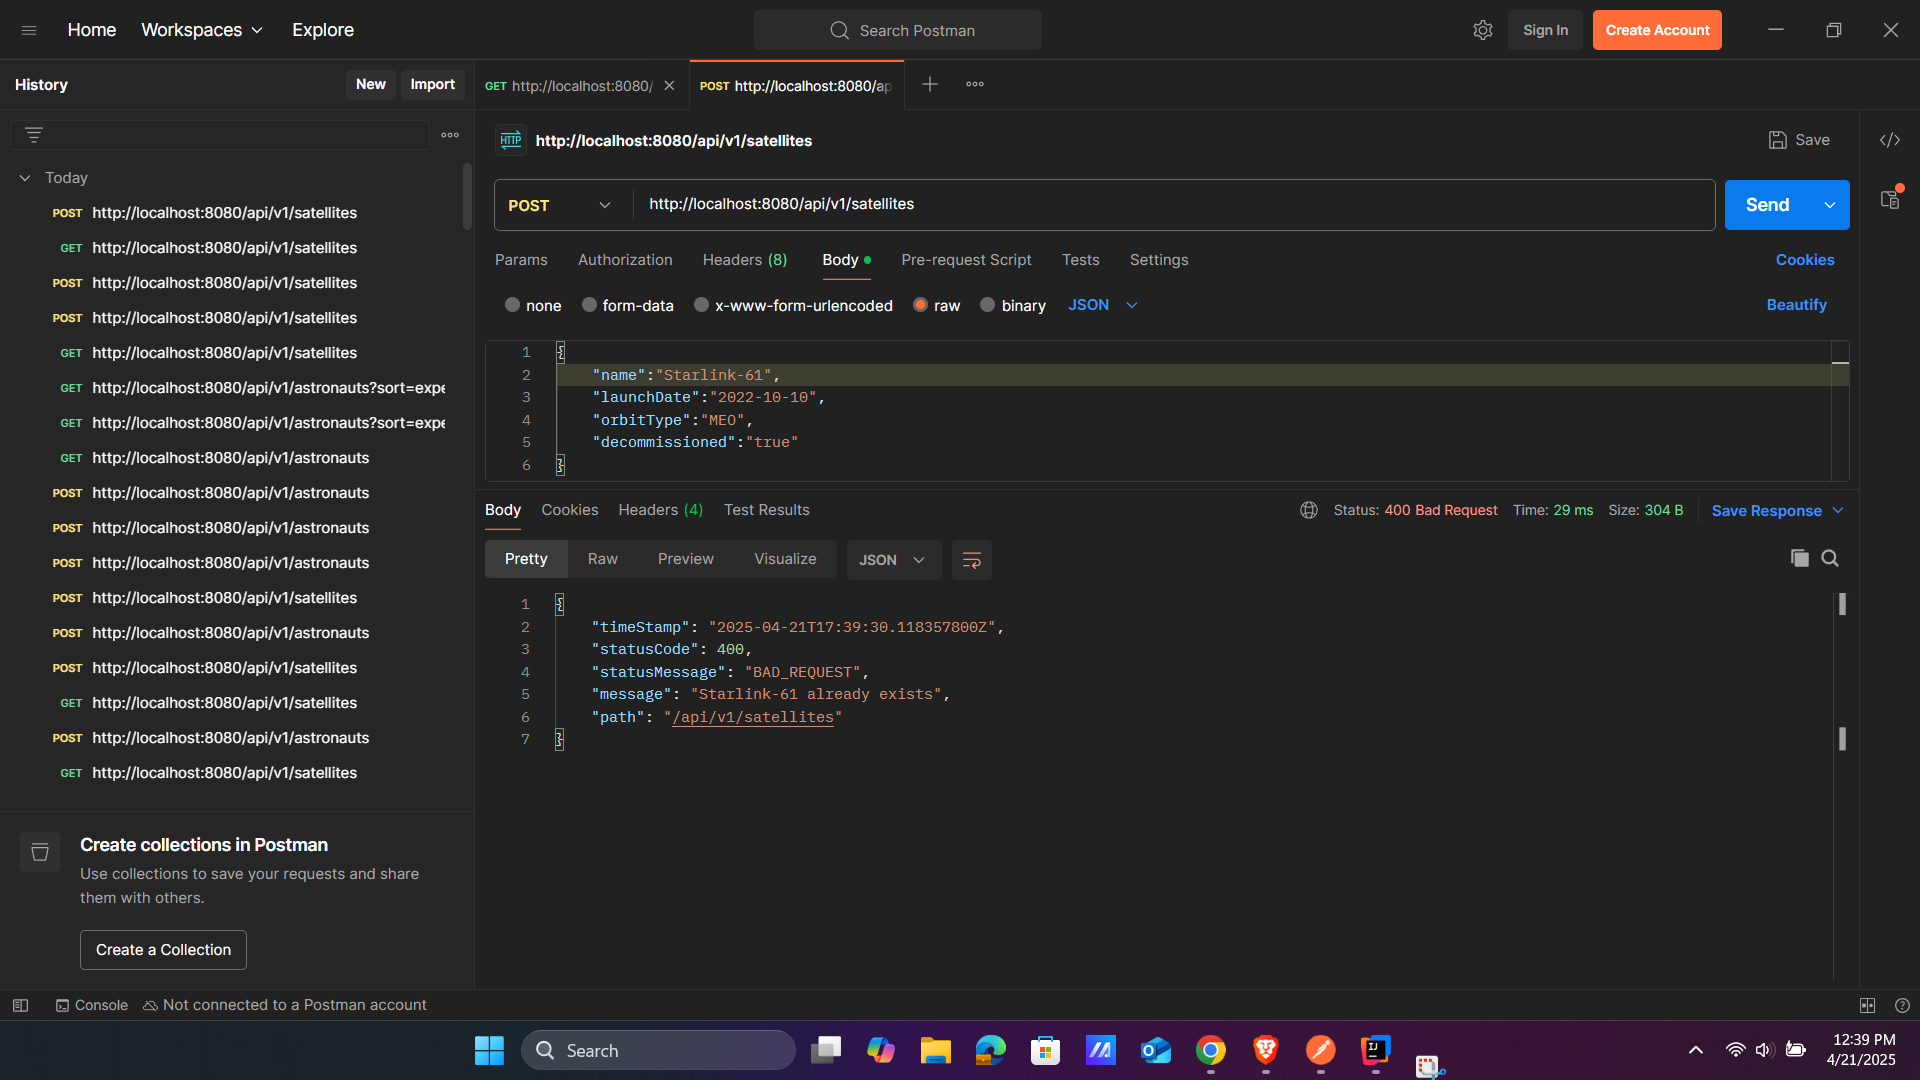 Home
Workspaces
Explore
Search Postman
Sign In
Create Account
History
New
Import
GET http://localhost:8080/
POST http://localhost:8080/ap
HTTP
http://localhost:8080/api/v1/satellites
Save
Today
POST http://localhost:8080/api/v1/satellites
GET http://localhost:8080/api/v1/satellites
POST http://localhost:8080/api/v1/satellites
POST http://localhost:8080/api/v1/satellites
GET http://localhost:8080/api/v1/satellites
GET http://localhost:8080/api/v1/astronauts?sort=expe
GET http://localhost:8080/api/v1/astronauts?sort=expe
GET http://localhost:8080/api/v1/astronauts
POST http://localhost:8080/api/v1/astronauts
POST http://localhost:8080/api/v1/astronauts
POST http://localhost:8080/api/v1/astronauts
POST http://localhost:8080/api/v1/satellites
POST http://localhost:8080/api/v1/astronauts
POST http://localhost:8080/api/v1/satellites
GET http://localhost:8080/api/v1/satellites
POST http://localhost:8080/api/v1/astronauts
GET http://localhost:8080/api/v1/satellites
Create collections in Postman
Use collections to save your requests and share
them with others.
Create a Collection
POST
http://localhost:8080/api/v1/satellites
Send
Params
Authorization
Headers (8)
Body
Pre-request Script
Tests
Settings
Cookies
none
form-data
x-www-form-urlencoded
raw
binary
JSON
Beautify
1 {
2 "name":"Starlink-61",
3 "launchDate":"2022-10-10",
4 "orbitType":"MEO",
5 "decommissioned":"true"
6 }
Body
Cookies
Headers (4)
Test Results
Status: 400 Bad Request
Time: 29 ms
Size: 304 B
Save Response
Pretty
Raw
Preview
Visualize
JSON
1 {
2 "timeStamp": "2025-04-21T17:39:30.118357800Z",
3 "statusCode": 400,
4 "statusMessage": "BAD_REQUEST",
5 "message": "Starlink-61 already exists",
6 "path": "/api/v1/satellites"
7 }
Console
Not connected to a Postman account
Search
IJ
12:39 PM
4/21/2025